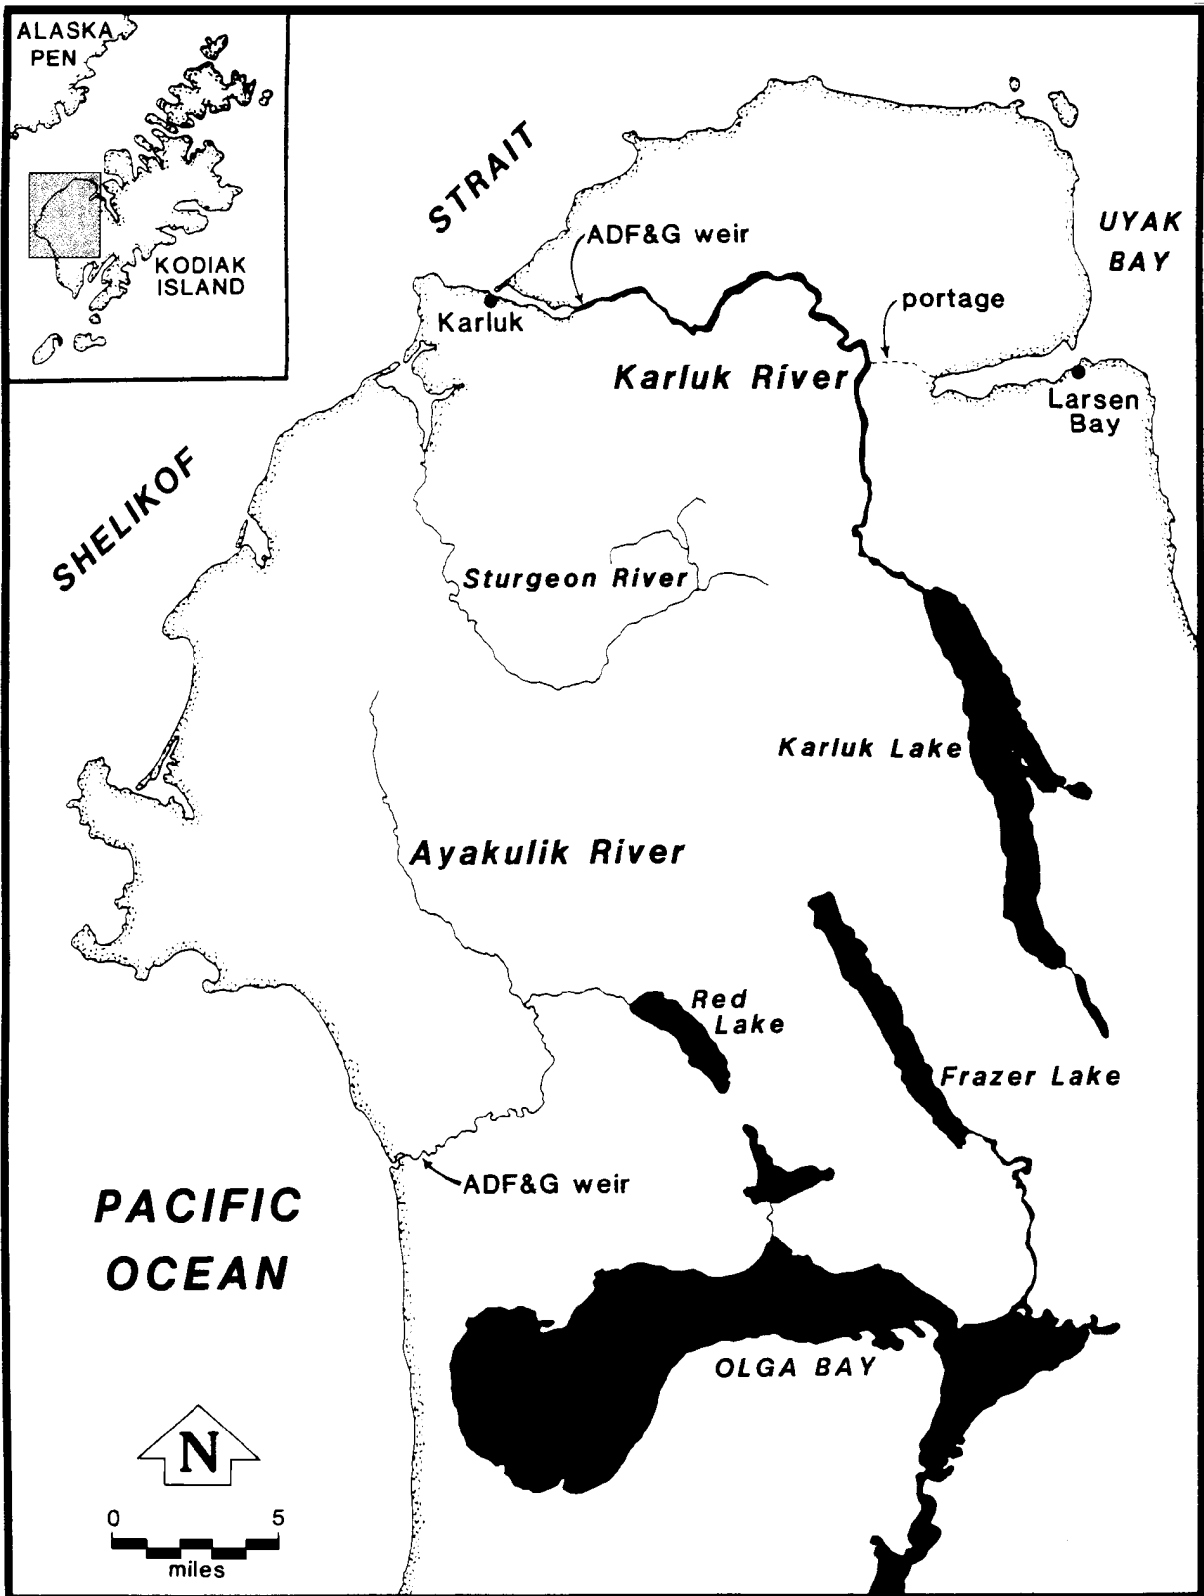 ALASKA
PEN
KODIAK
ISLAND
STRAIT
ADF&G weir
UYAK
BAY
portage
Karluk
Karluk River
Larsen
Bay
SHELIKOF
Sturgeon River
Karluk Lake
Ayakulik River
Red
Lake
Frazer Lake
ADF&G weir
PACIFIC
OCEAN
OLGA BAY
N
0 5
miles